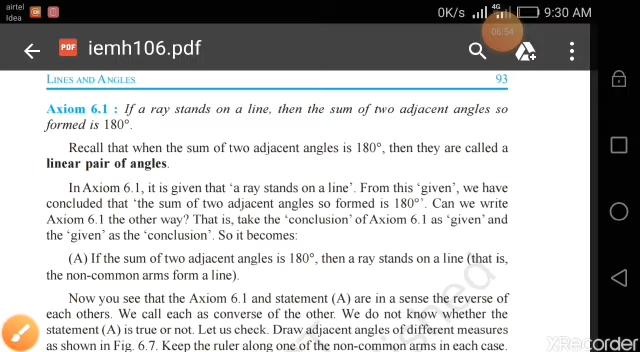 airtel
Idea
0K/s
4G
9:30 AM
06:54
PDF
iemh106.pdf
LINES AND ANGLES 93
Axiom 6.1 : If a ray stands on a line, then the sum of two adjacent angles so
formed is 180°.
Recall that when the sum of two adjacent angles is 180°, then they are called a
linear pair of angles.
In Axiom 6.1, it is given that ‘a ray stands on a line’. From this ‘given’, we have
concluded that ‘the sum of two adjacent angles so formed is 180°’. Can we write
Axiom 6.1 the other way? That is, take the ‘conclusion’ of Axiom 6.1 as ‘given’ and
the ‘given’ as the ‘conclusion’. So it becomes:
(A) If the sum of two adjacent angles is 180°, then a ray stands on a line (that is,
the non-common arms form a line).
Now you see that the Axiom 6.1 and statement (A) are in a sense the reverse of
each others. We call each as converse of the other. We do not know whether the
statement (A) is true or not. Let us check. Draw adjacent angles of different measures
as shown in Fig. 6.7. Keep the ruler along one of the non-common arms in each case.
XRecorder